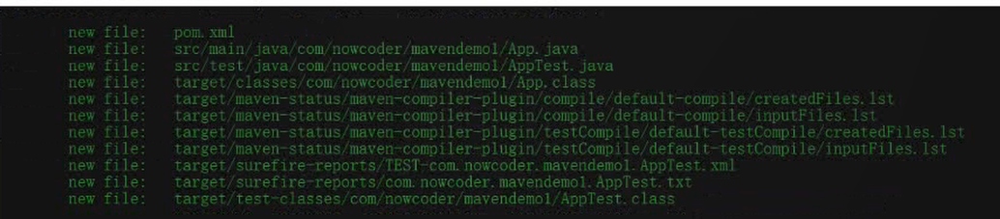 new file: pom.xml
new file: src/main/java/com/nowcoder/mavendemo1/App.java
new file: src/test/java/com/nowcoder/mavendemo1/AppTest.java
new file: target/classes/com/nowcoder/mavendemo1/App.class
new file: target/maven-status/maven-compiler-plugin/compile/default-compile/createdFiles.lst
new file: target/maven-status/maven-compiler-plugin/compile/default-compile/inputFiles.lst
new file: target/maven-status/maven-compiler-plugin/testCompile/default-testCompile/createdFiles.lst
new file: target/maven-status/maven-compiler-plugin/testCompile/default-testCompile/inputFiles.lst
new file: target/surefire-reports/TEST-com.nowcoder.mavendemo1.AppTest.xml
new file: target/surefire-reports/com.nowcoder.mavendemo1.AppTest.txt
new file: target/test-classes/com/nowcoder/mavendemo1/AppTest.class